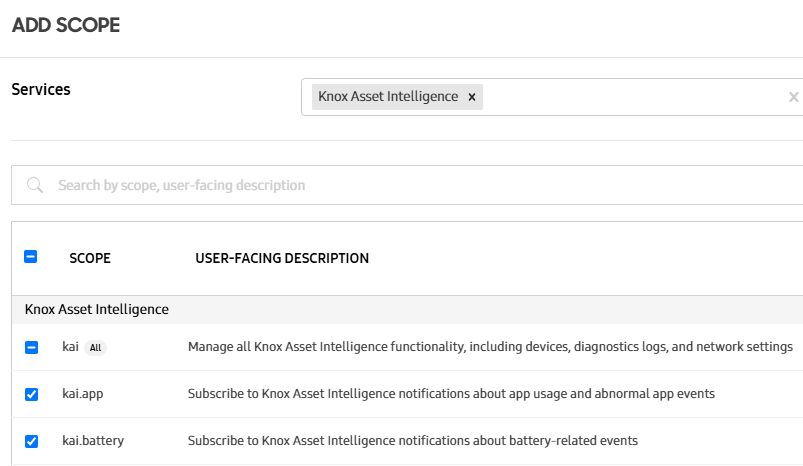 ADD SCOPE
Services
Knox Asset Intelligence ×
×
Search by scope, user-facing description
SCOPE USER-FACING DESCRIPTION
Knox Asset Intelligence
kai All Manage all Knox Asset Intelligence functionality, including devices, diagnostics logs, and network settings
kai.app Subscribe to Knox Asset Intelligence notifications about app usage and abnormal app events
kai.battery Subscribe to Knox Asset Intelligence notifications about battery-related events